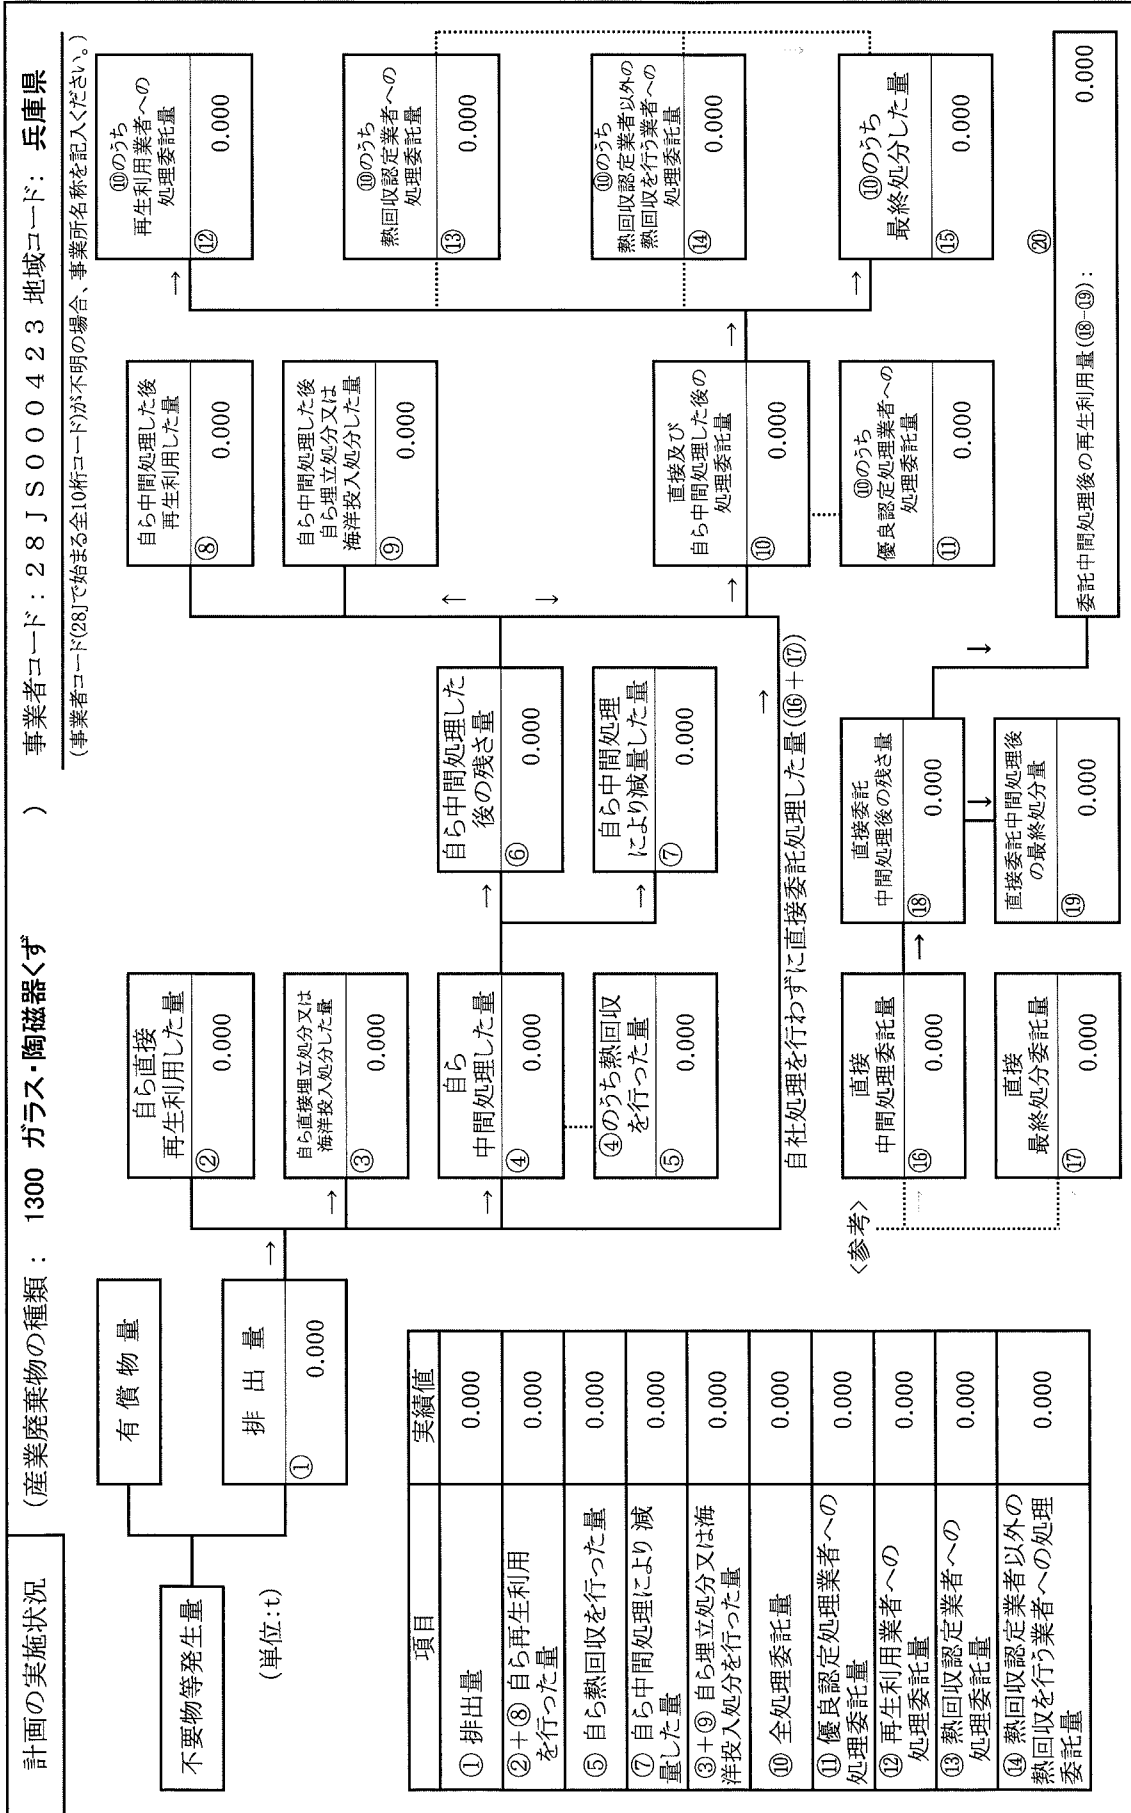 計画の実施状況
(産業廃棄物の種類： 1300 ガラス・陶磁器くず )
事業者コード：２８ＪＳ０００４２３ 地域コード： 兵庫県
(事業者コード(28Jで始まる全10桁コード)が不明の場合、事業所名称を記入ください。)
不要物等発生量
(単位:t)
有償物量
排出量
①
0.000
→
自ら直接
再生利用した量
②
0.000
→
自ら直接埋立処分又は
海洋投入処分した量
③
0.000
→
自ら
中間処理した量
④
0.000
④のうち熱回収
を行った量
⑤
0.000
→
自ら中間処理した
後の残さ量
⑥
0.000
→
自ら中間処理
により減量した量
⑦
0.000
自ら中間処理した後
再生利用した量
⑧
0.000
自ら中間処理した後
自ら埋立処分又は
海洋投入処分した量
⑨
0.000
↑
↓
→
→
直接及び
自ら中間処理した後の
処理委託量
⑩
0.000
⑩のうち
優良認定処理業者への
処理委託量
⑪
0.000
→
→
⑩のうち
再生利用業者への
処理委託量
⑫
0.000
⑩のうち
熱回収認定業者への
処理委託量
⑬
0.000
⑩のうち
熱回収認定業者以外の
熱回収を行う業者への
処理委託量
⑭
0.000
→
⑩のうち
最終処分した量
⑮
0.000
自社処理を行わずに直接委託処理した量(⑯＋⑰)
〈参考〉
直接
中間処理委託量
⑯
0.000
直接
最終処分委託量
⑰
0.000
→
直接委託
中間処理後の残さ量
⑱
0.000
↓
直接委託中間処理後
の最終処分量
⑲
0.000
↓
⑳
委託中間処理後の再生利用量(⑱-⑲)：
0.000
項目 実績値
① 排出量 0.000
②＋⑧ 自ら再生利用
を行った量 0.000
⑤ 自ら熱回収を行った量 0.000
⑦ 自ら中間処理により減
量した量 0.000
③＋⑨ 自ら埋立処分又は海
洋投入処分を行った量 0.000
⑩ 全処理委託量 0.000
⑪ 優良認定処理業者への
処理委託量 0.000
⑫ 再生利用業者への
処理委託量 0.000
⑬ 熱回収認定業者への
処理委託量 0.000
⑭ 熱回収認定業者以外の
熱回収を行う業者への処理
委託量 0.000